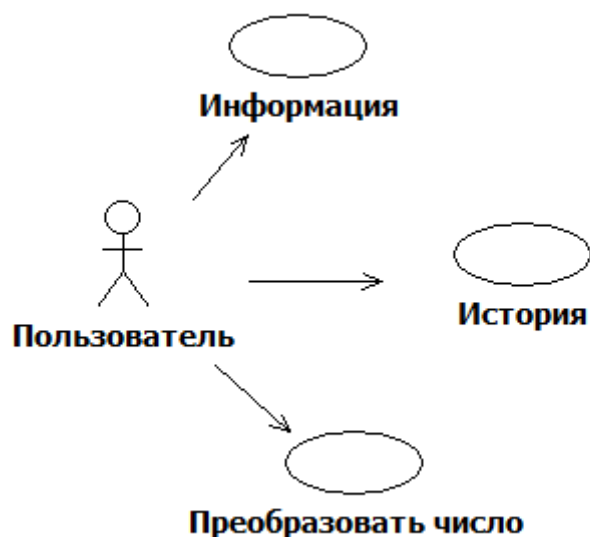 Информация
История
Пользователь
Преобразовать число